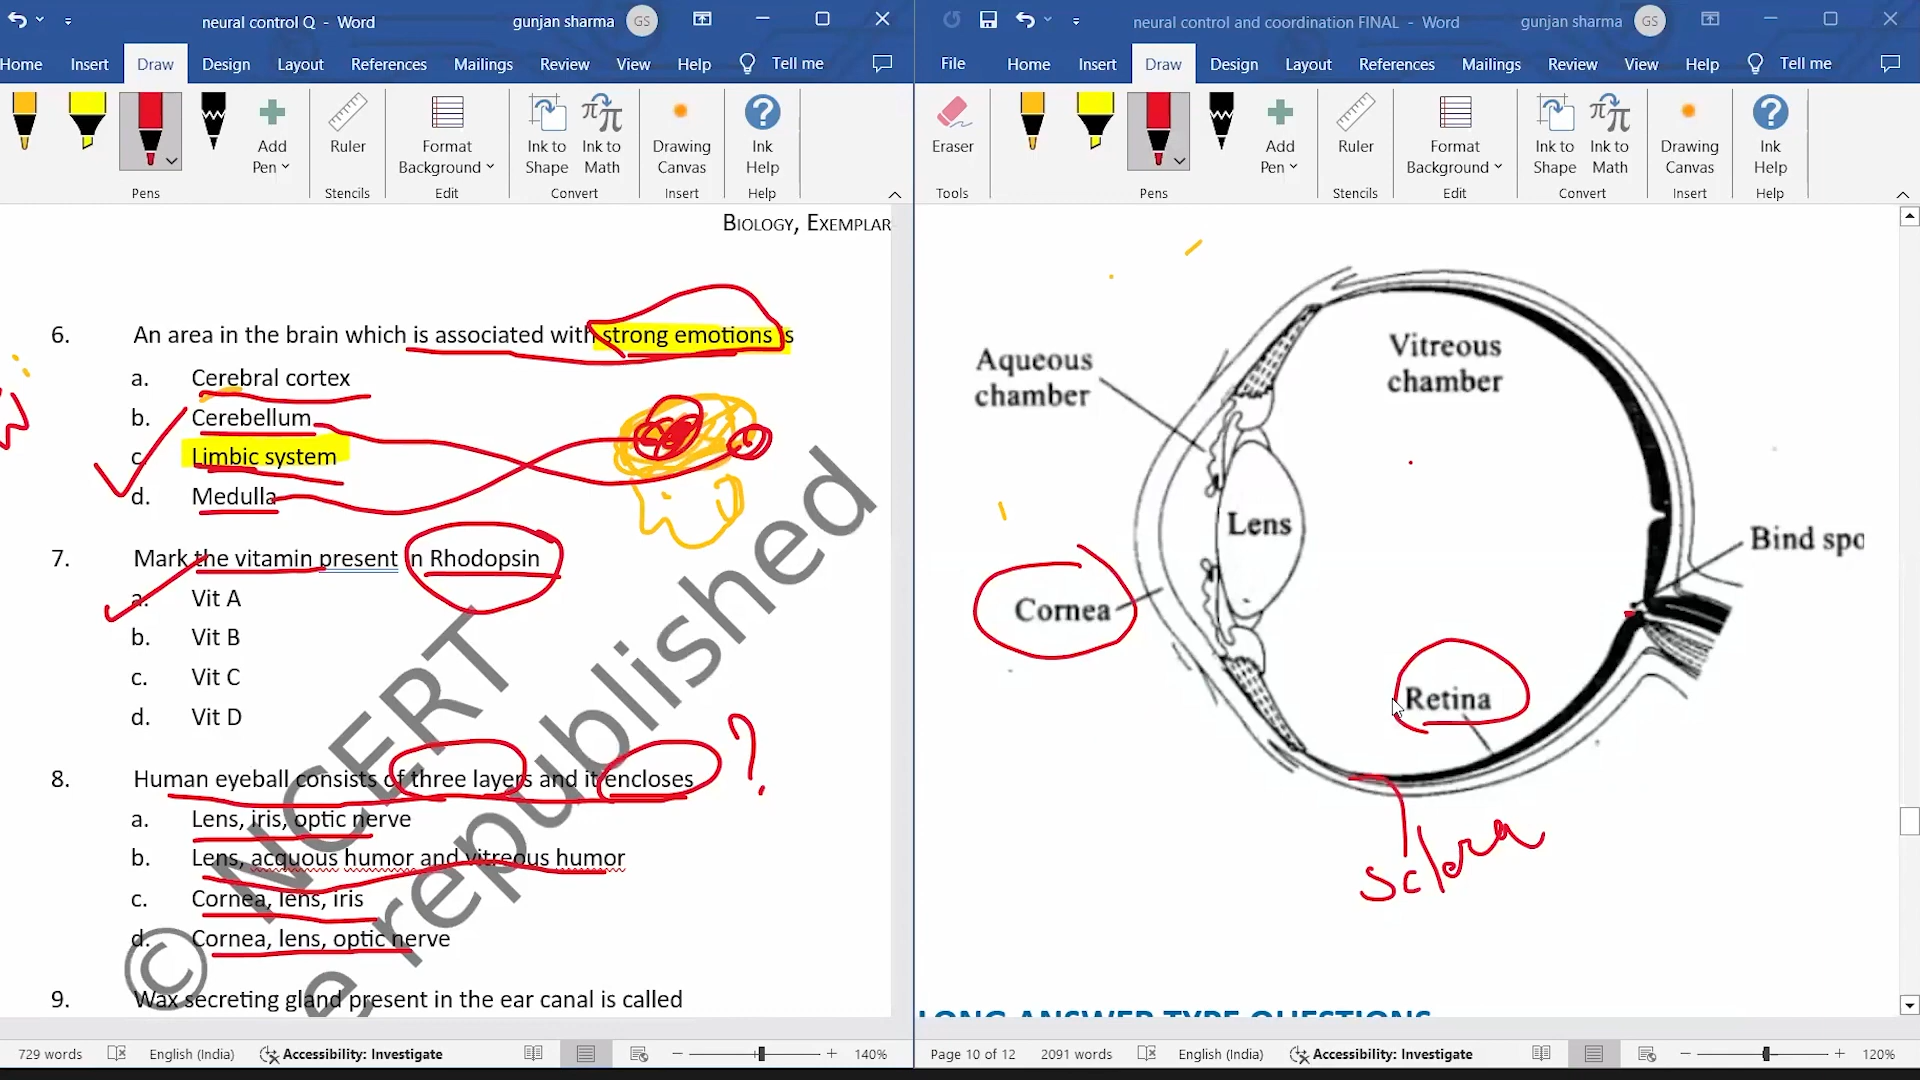 neural control Q - Word
gunjan sharma
GS
neural control and coordination FINAL - Word
gunjan sharma
GS
Home Insert Draw Design Layout References Mailings Review View Help Tell me
File Home Insert Draw Design Layout References Mailings Review View Help Tell me
Add Pen
Ruler
Format Background
Ink to Shape
Ink to Math
Drawing Canvas
Ink Help
Pens Stencils Edit Convert Insert Help
Eraser
Add Pen
Ruler
Format Background
Ink to Shape
Ink to Math
Drawing Canvas
Ink Help
Tools Pens Stencils Edit Convert Insert Help
BIOLOGY, EXEMPLAR
6. An area in the brain which is associated with strong emotions is
a. Cerebral cortex
b. Cerebellum
c. Limbic system
d. Medulla
7. Mark the vitamin present in Rhodopsin
a. Vit A
b. Vit B
c. Vit C
d. Vit D
8. Human eyeball consists of three layers and it encloses ?
a. Lens, iris, optic nerve
b. Lens, acquous humor and vitreous humor
c. Cornea, lens, iris
d. Cornea, lens, optic nerve
9. Wax secreting gland present in the ear canal is called
© NCERT
e republished
Aqueous
chamber
Vitreous
chamber
Lens
Bind spo
Cornea
Retina
Sclera
LONG ANSWER TYPE QUESTIONS
729 words English (India) Accessibility: Investigate 140%
Page 10 of 12 2091 words English (India) Accessibility: Investigate 120%